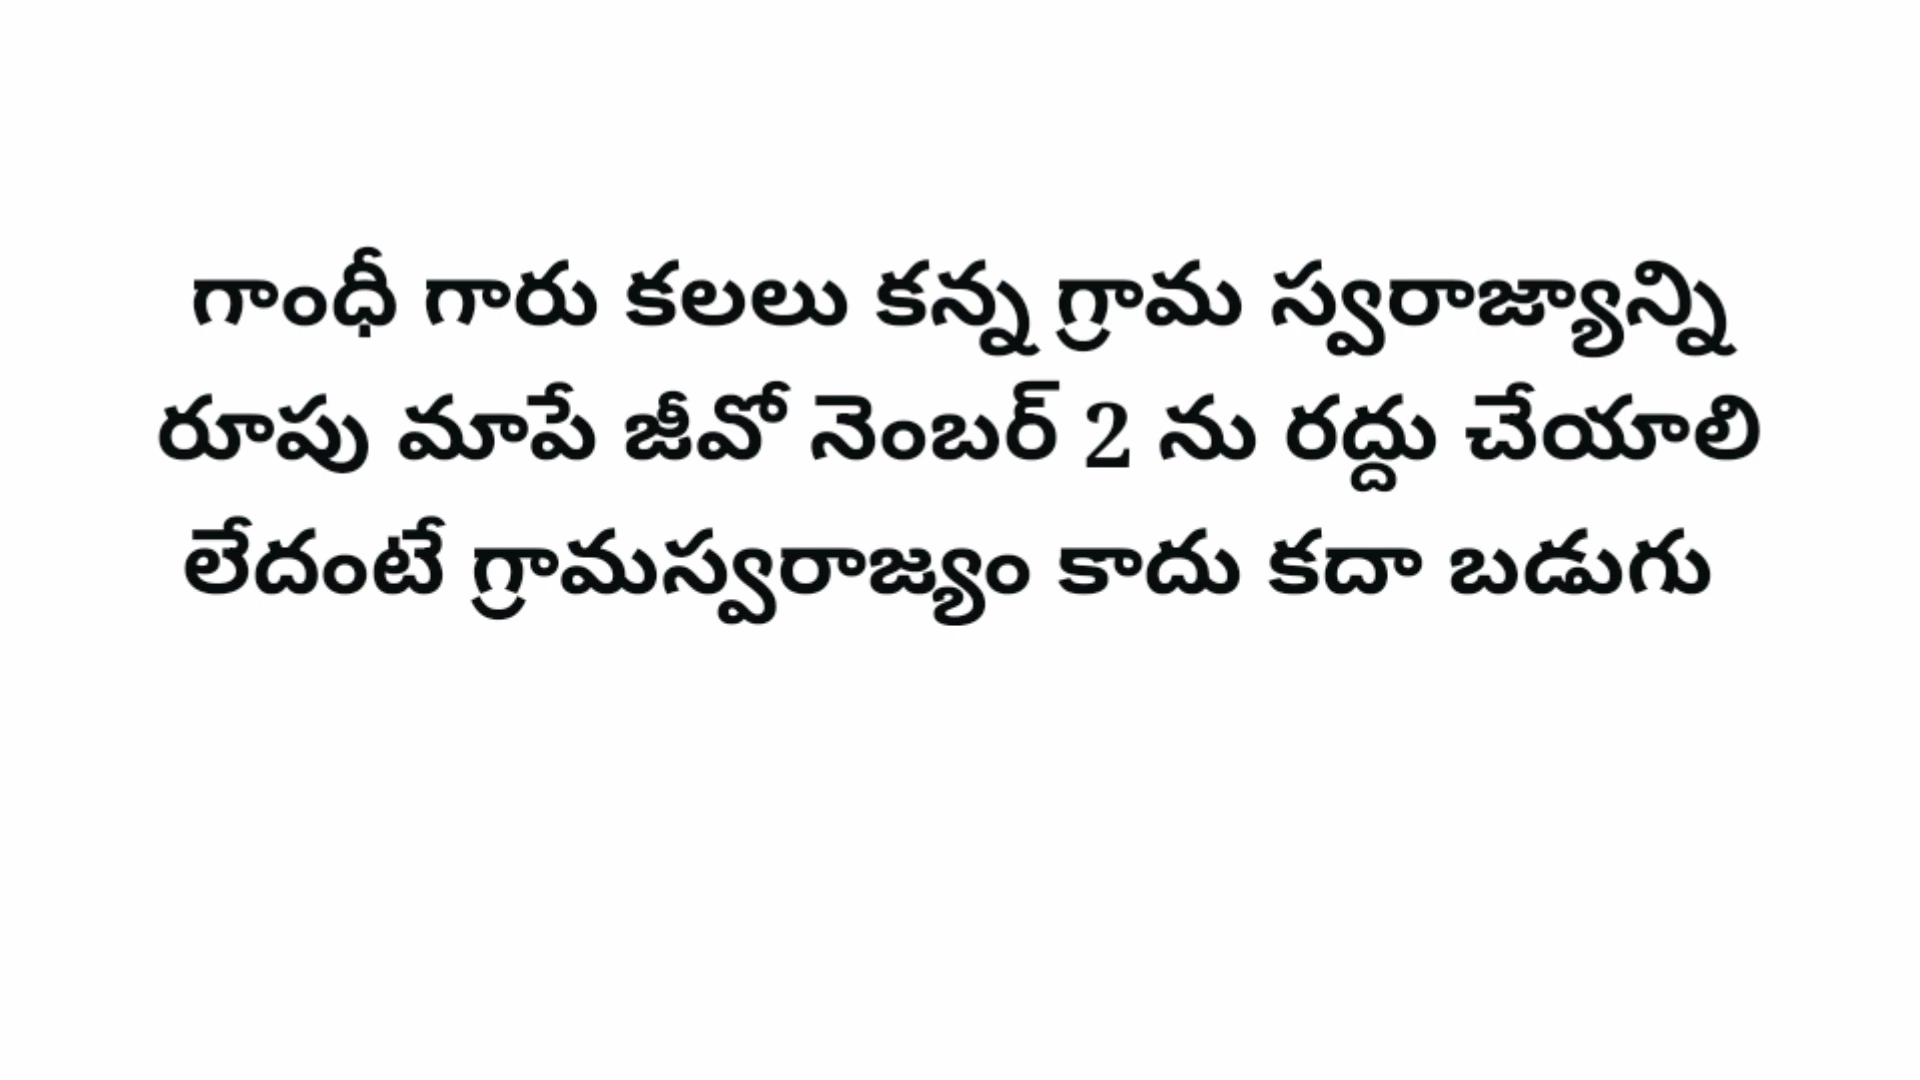 గాంధీ గారు కలలు కన్న గ్రామ స్వరాజ్యాన్ని
రూపు మాపే జీవో నెంబర్ 2 ను రద్దు చేయాలి
లేదంటే గ్రామస్వరాజ్యం కాదు కదా బడుగు